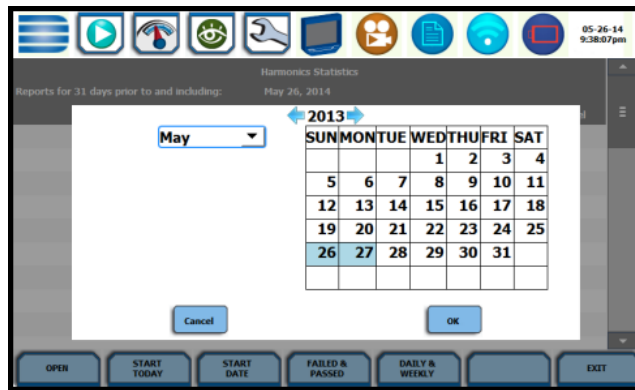 05-26-14
9:38:07pm
Harmonics Statistics
Reports for 31 days prior to and including: May 26, 2014
2013
May
SUN MON TUE WED THU FRI SAT
1 2 3 4
5 6 7 8 9 10 11
12 13 14 15 16 17 18
19 20 21 22 23 24 25
26 27 28 29 30 31
Cancel OK
OPEN START TODAY START DATE FAILED & PASSED DAILY & WEEKLY EXIT